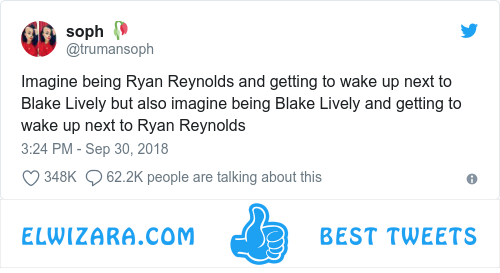 soph 🥀
@trumansoph
Imagine being Ryan Reynolds and getting to wake up next to
Blake Lively but also imagine being Blake Lively and getting to
wake up next to Ryan Reynolds
3:24 PM - Sep 30, 2018
348K 62.2K people are talking about this
ELWIZARA.COM BEST TWEETS